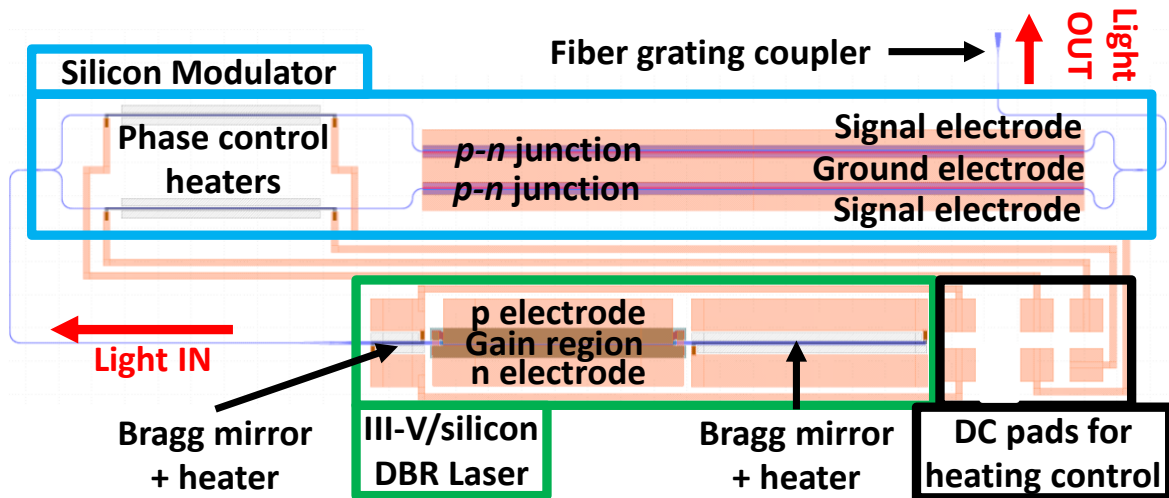 Fiber grating coupler
Light
OUT
Silicon Modulator
Phase control
heaters
p-n junction
p-n junction
Signal electrode
Ground electrode
Signal electrode
Light IN
p electrode
Gain region
n electrode
Bragg mirror
+ heater
III-V/silicon
DBR Laser
Bragg mirror
+ heater
DC pads for
heating control